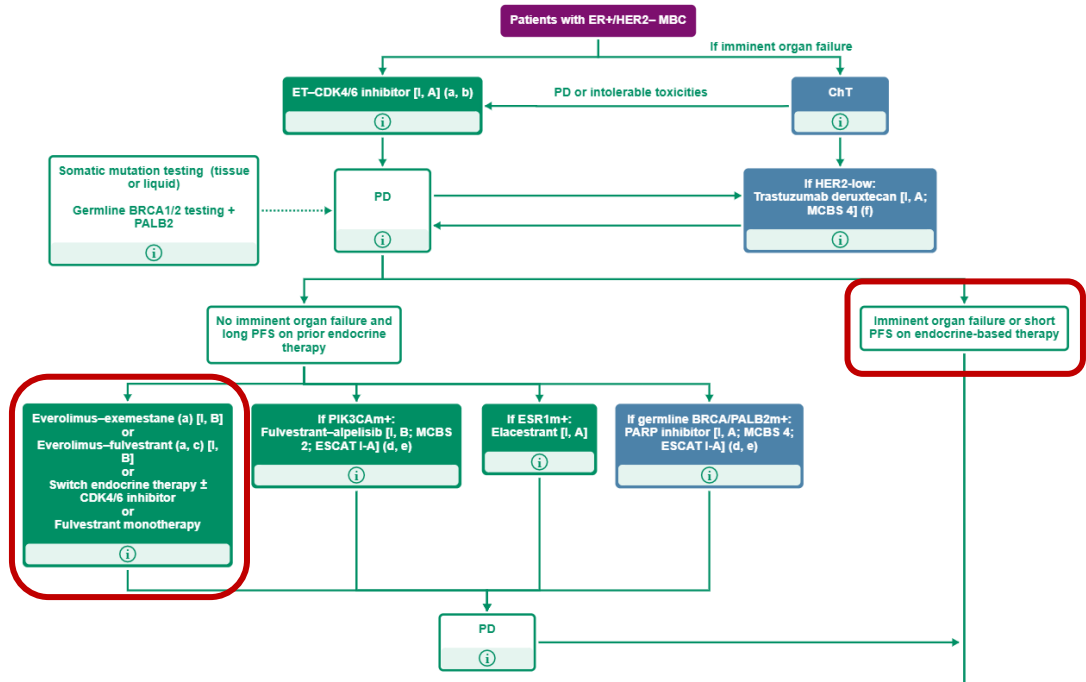 Patients with ER+/HER2– MBC
If imminent organ failure
ET–CDK4/6 inhibitor [I, A] (a, b)
i
PD or intolerable toxicities
ChT
i
Somatic mutation testing (tissue
or liquid)
Germline BRCA1/2 testing +
PALB2
i
PD
i
If HER2-low:
Trastuzumab deruxtecan [I, A;
MCBS 4] (f)
i
No imminent organ failure and
long PFS on prior endocrine
therapy
Imminent organ failure or short
PFS on endocrine-based therapy
Everolimus–exemestane (a) [I, B]
or
Everolimus–fulvestrant (a, c) [I,
B]
or
Switch endocrine therapy ±
CDK4/6 inhibitor
or
Fulvestrant monotherapy
i
If PIK3CAm+:
Fulvestrant–alpelisib [I, B; MCBS
2; ESCAT I-A] (d, e)
i
If ESR1m+:
Elacestrant [I, A]
i
If germline BRCA/PALB2m+:
PARP inhibitor [I, A; MCBS 4;
ESCAT I-A] (d, e)
i
PD
i